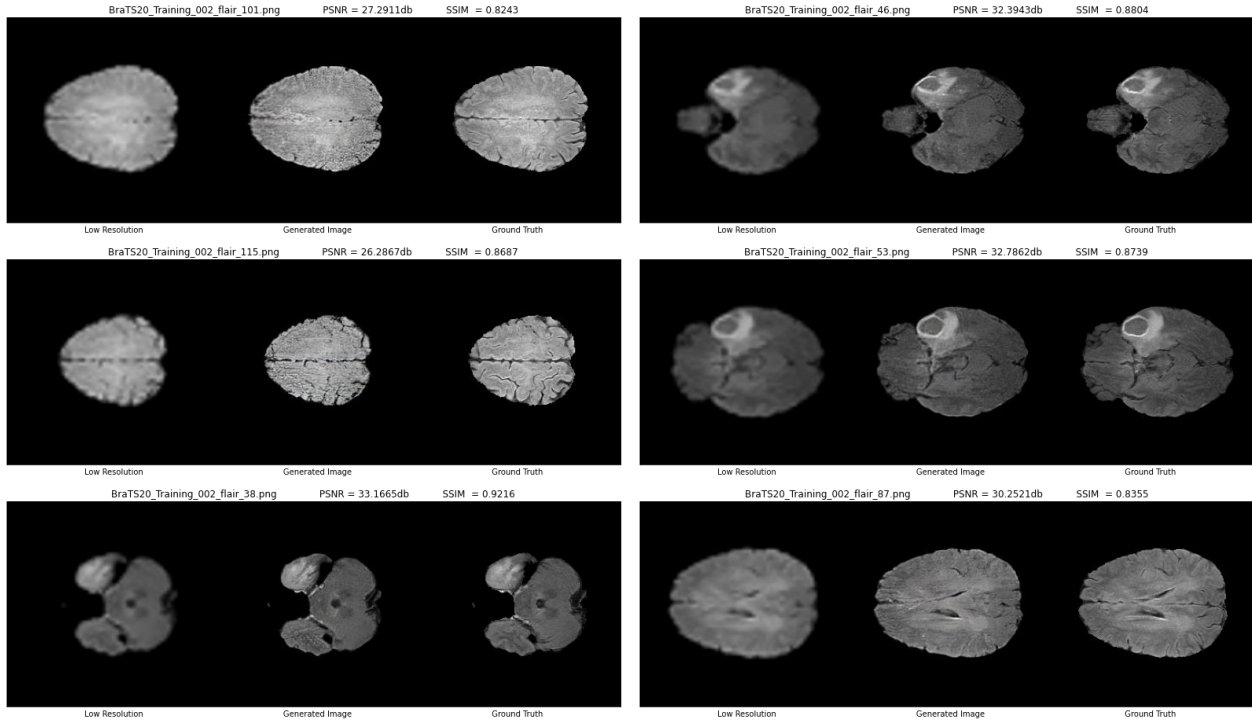 BraTS20_Training_002_flair_101.png PSNR = 27.2911db SSIM = 0.8243
Low Resolution Generated Image Ground Truth
BraTS20_Training_002_flair_46.png PSNR = 32.3943db SSIM = 0.8804
Low Resolution Generated Image Ground Truth
BraTS20_Training_002_flair_115.png PSNR = 26.2867db SSIM = 0.8687
Low Resolution Generated Image Ground Truth
BraTS20_Training_002_flair_53.png PSNR = 32.7862db SSIM = 0.8739
Low Resolution Generated Image Ground Truth
BraTS20_Training_002_flair_38.png PSNR = 33.1665db SSIM = 0.9216
Low Resolution Generated Image Ground Truth
BraTS20_Training_002_flair_87.png PSNR = 30.2521db SSIM = 0.8355
Low Resolution Generated Image Ground Truth